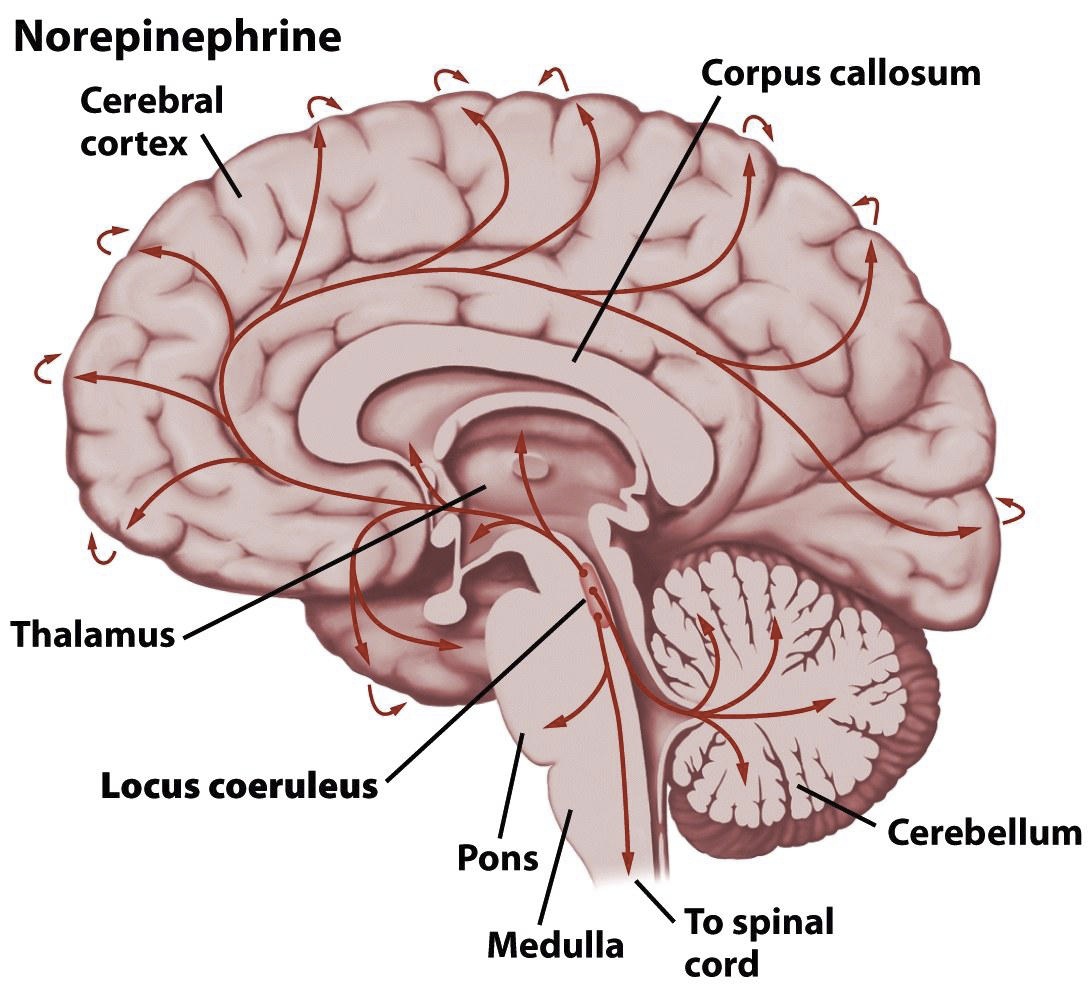 Norepinephrine
Corpus callosum
Cerebral
cortex
Thalamus
Locus coeruleus
Pons
Cerebellum
Medulla
To spinal
cord